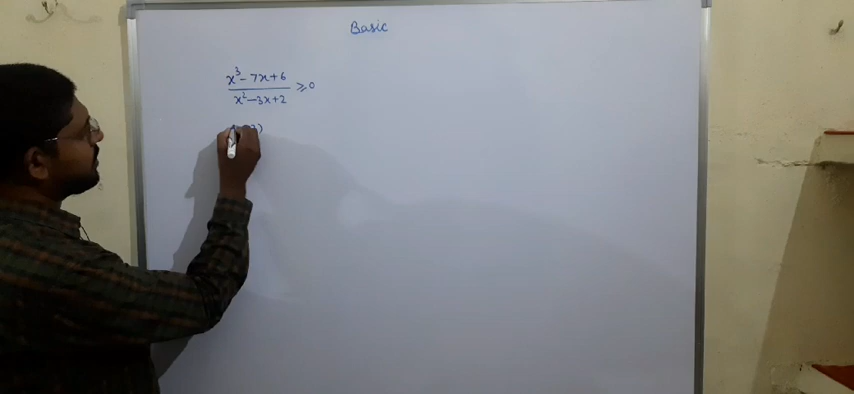 Basic
x³ - 7x + 6
x² - 3x + 2 ⩾ 0